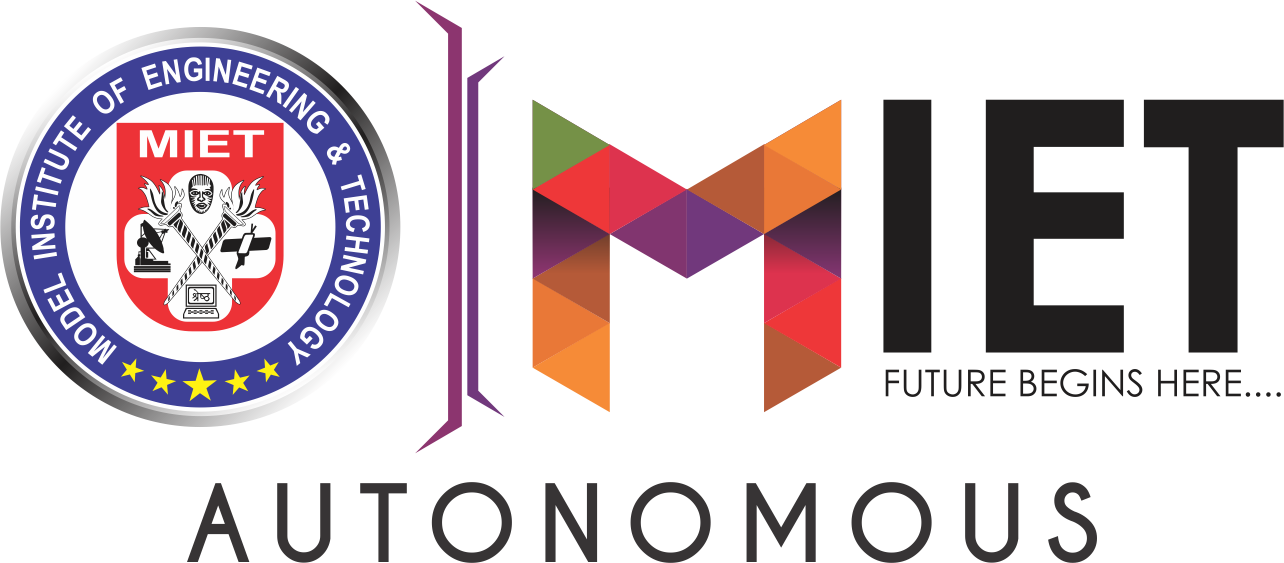 MODEL INSTITUTE OF ENGINEERING & TECHNOLOGY
MIET
श्रेष्ठ
MIET
FUTURE BEGINS HERE....
AUTONOMOUS